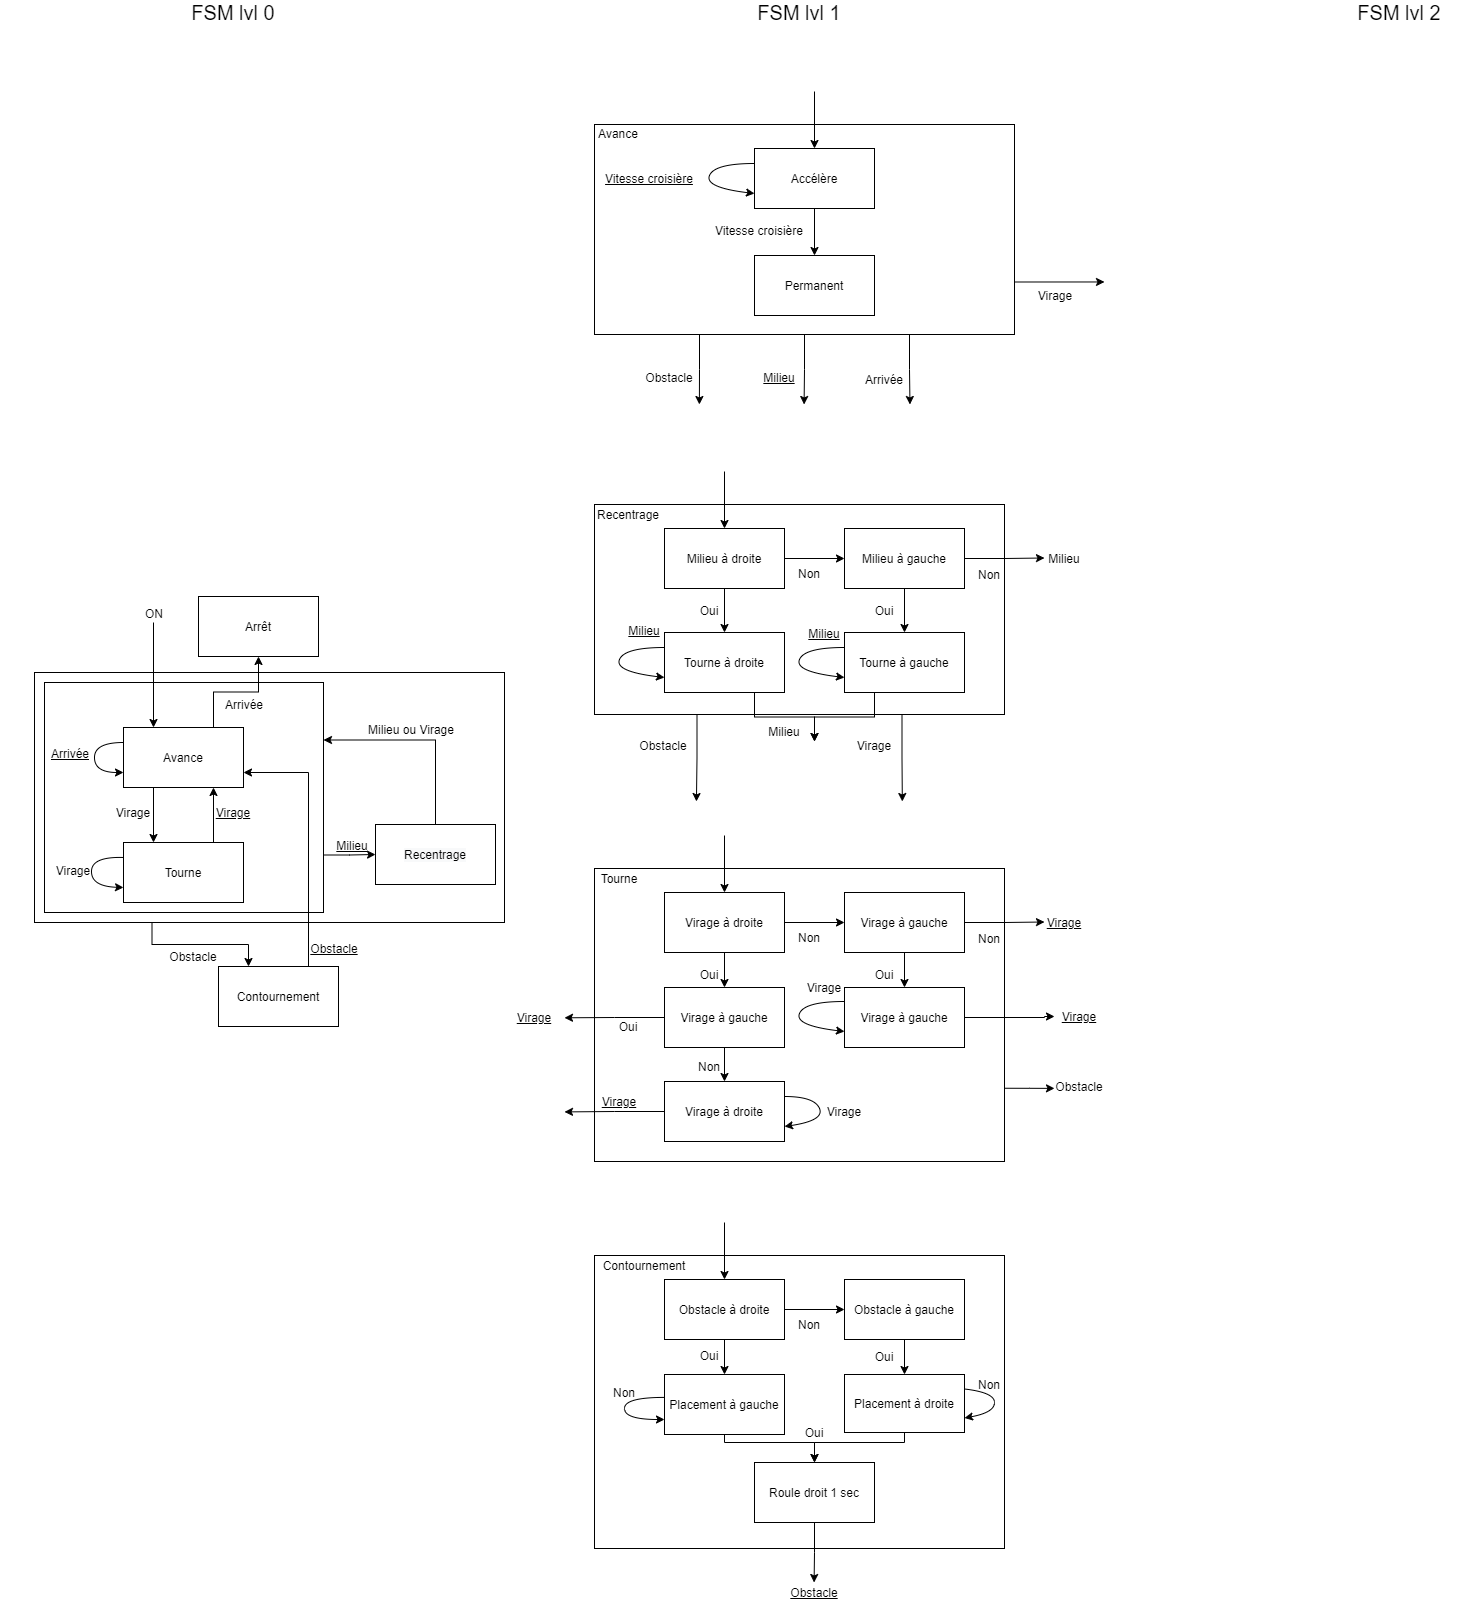 FSM lvl 0
FSM lvl 1
FSM lvl 2
ON
Arrêt
Arrivée
Arrivée
Avance
Milieu ou Virage
Virage
Virage
Virage
Tourne
Milieu
Recentrage
Obstacle
Obstacle
Contournement
Avance
Vitesse croisière
Accélère
Vitesse croisière
Permanent
Virage
Obstacle
Milieu
Arrivée
Recentrage
Milieu à droite
Non
Milieu à gauche
Non
Milieu
Oui
Oui
Milieu
Tourne à droite
Milieu
Tourne à gauche
Obstacle
Milieu
Virage
Tourne
Virage à droite
Non
Virage à gauche
Non
Virage
Oui
Oui
Virage
Oui
Virage à gauche
Virage
Virage à gauche
Virage
Non
Obstacle
Virage
Virage à droite
Virage
Contournement
Obstacle à droite
Non
Obstacle à gauche
Oui
Oui
Non
Placement à gauche
Placement à droite
Non
Oui
Roule droit 1 sec
Obstacle